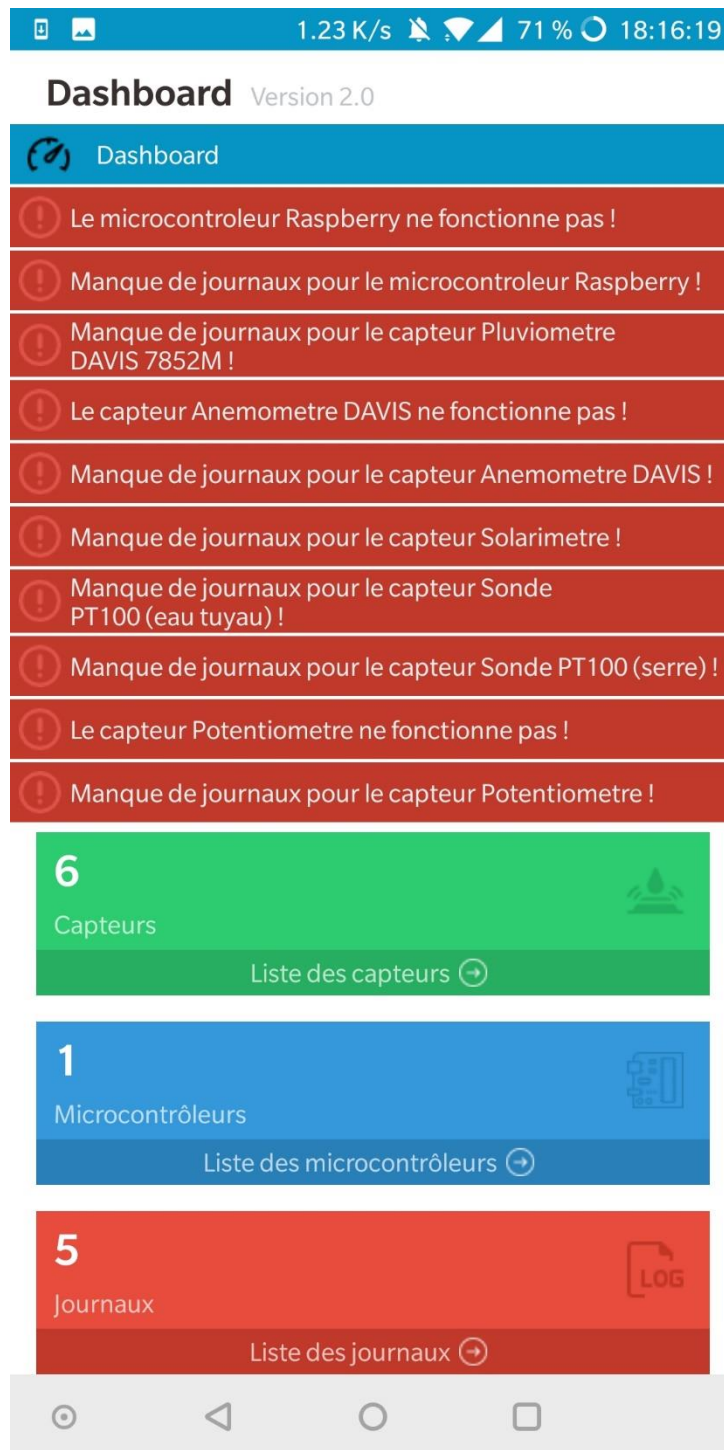 1.23 K/s 71 % 18:16:19
Dashboard Version 2.0
Dashboard
Le microcontroleur Raspberry ne fonctionne pas !
Manque de journaux pour le microcontroleur Raspberry !
Manque de journaux pour le capteur Pluviometre
DAVIS 7852M !
Le capteur Anemometre DAVIS ne fonctionne pas !
Manque de journaux pour le capteur Anemometre DAVIS !
Manque de journaux pour le capteur Solarimetre !
Manque de journaux pour le capteur Sonde
PT100 (eau tuyau) !
Manque de journaux pour le capteur Sonde PT100 (serre) !
Le capteur Potentiometre ne fonctionne pas !
Manque de journaux pour le capteur Potentiometre !
6
Capteurs
Liste des capteurs
1
Microcontrôleurs
Liste des microcontrôleurs
5
LOG
Journaux
Liste des journaux